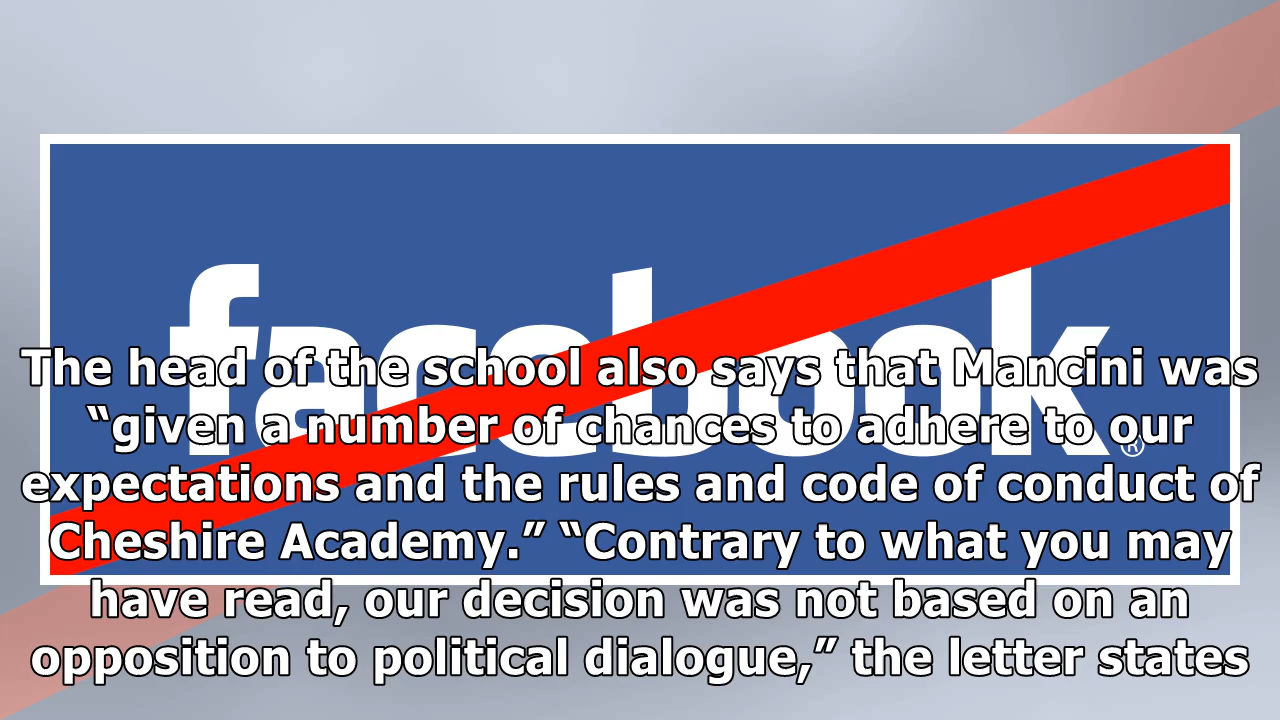 facebook®
The head of the school also says that Mancini was
“given a number of chances to adhere to our
expectations and the rules and code of conduct of
Cheshire Academy.” “Contrary to what you may
have read, our decision was not based on an
opposition to political dialogue,” the letter states